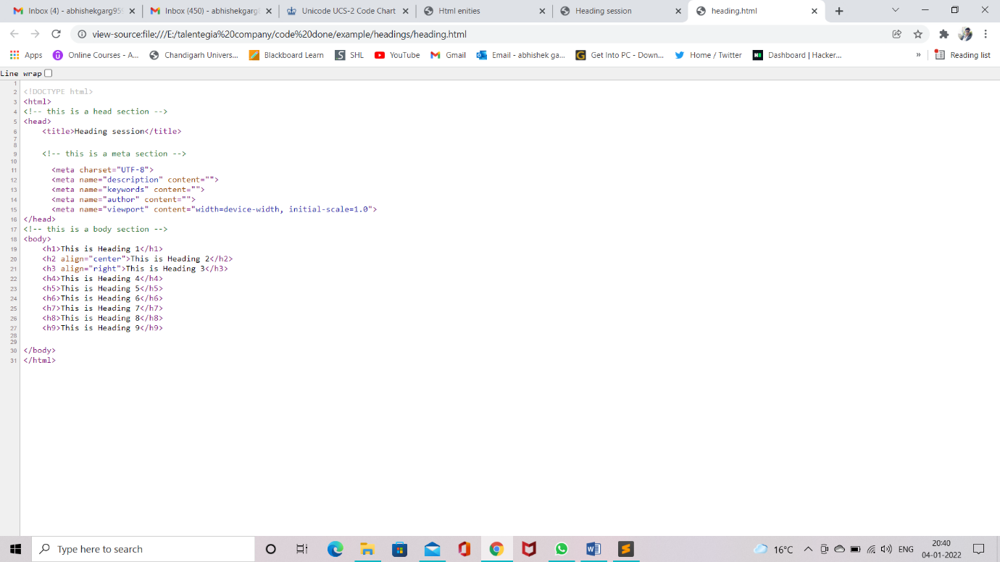 Inbox (4) - abhishekgarg959
Inbox (450) - abhishekgarg
Unicode UCS-2 Code Chart
Html enities
Heading session
heading.html
view-source:file:///E:/talentegia%20company/code%20done/example/headings/heading.html
Apps
Online Courses - A...
Chandigarh Univers...
Blackboard Learn
SHL
YouTube
Gmail
Email - abhishek ga...
Get Into PC - Down...
Home / Twitter
Dashboard | Hacker...
»
Reading list
Line wrap
1
2 <!DOCTYPE html>
3 <html>
4 <!-- this is a head section -->
5 <head>
6 <title>Heading session</title>
7
8
9 <!-- this is a meta section -->
10
11 <meta charset="UTF-8">
12 <meta name="description" content="">
13 <meta name="keywords" content="">
14 <meta name="author" content="">
15 <meta name="viewport" content="width=device-width, initial-scale=1.0">
16 </head>
17 <!-- this is a body section -->
18 <body>
19 <h1>This is Heading 1</h1>
20 <h2 align="center">This is Heading 2</h2>
21 <h3 align="right">This is Heading 3</h3>
22 <h4>This is Heading 4</h4>
23 <h5>This is Heading 5</h5>
24 <h6>This is Heading 6</h6>
25 <h7>This is Heading 7</h7>
26 <h8>This is Heading 8</h8>
27 <h9>This is Heading 9</h9>
28
29
30 </body>
31 </html>
Type here to search
16°C
ENG
20:40
04-01-2022